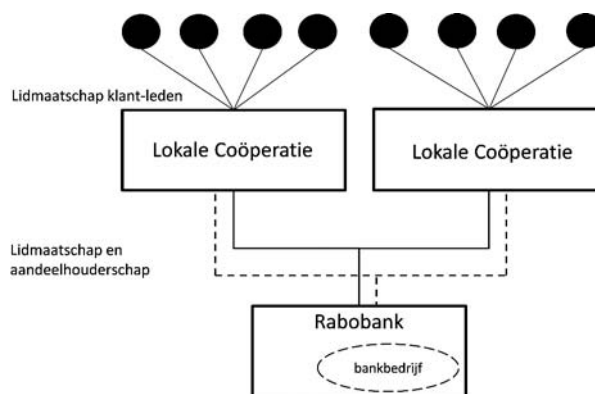 Lidmaatschap klant-leden
Lokale Coöperatie
Lokale Coöperatie
Lidmaatschap en
aandeelhouderschap
Rabobank
bankbedrijf